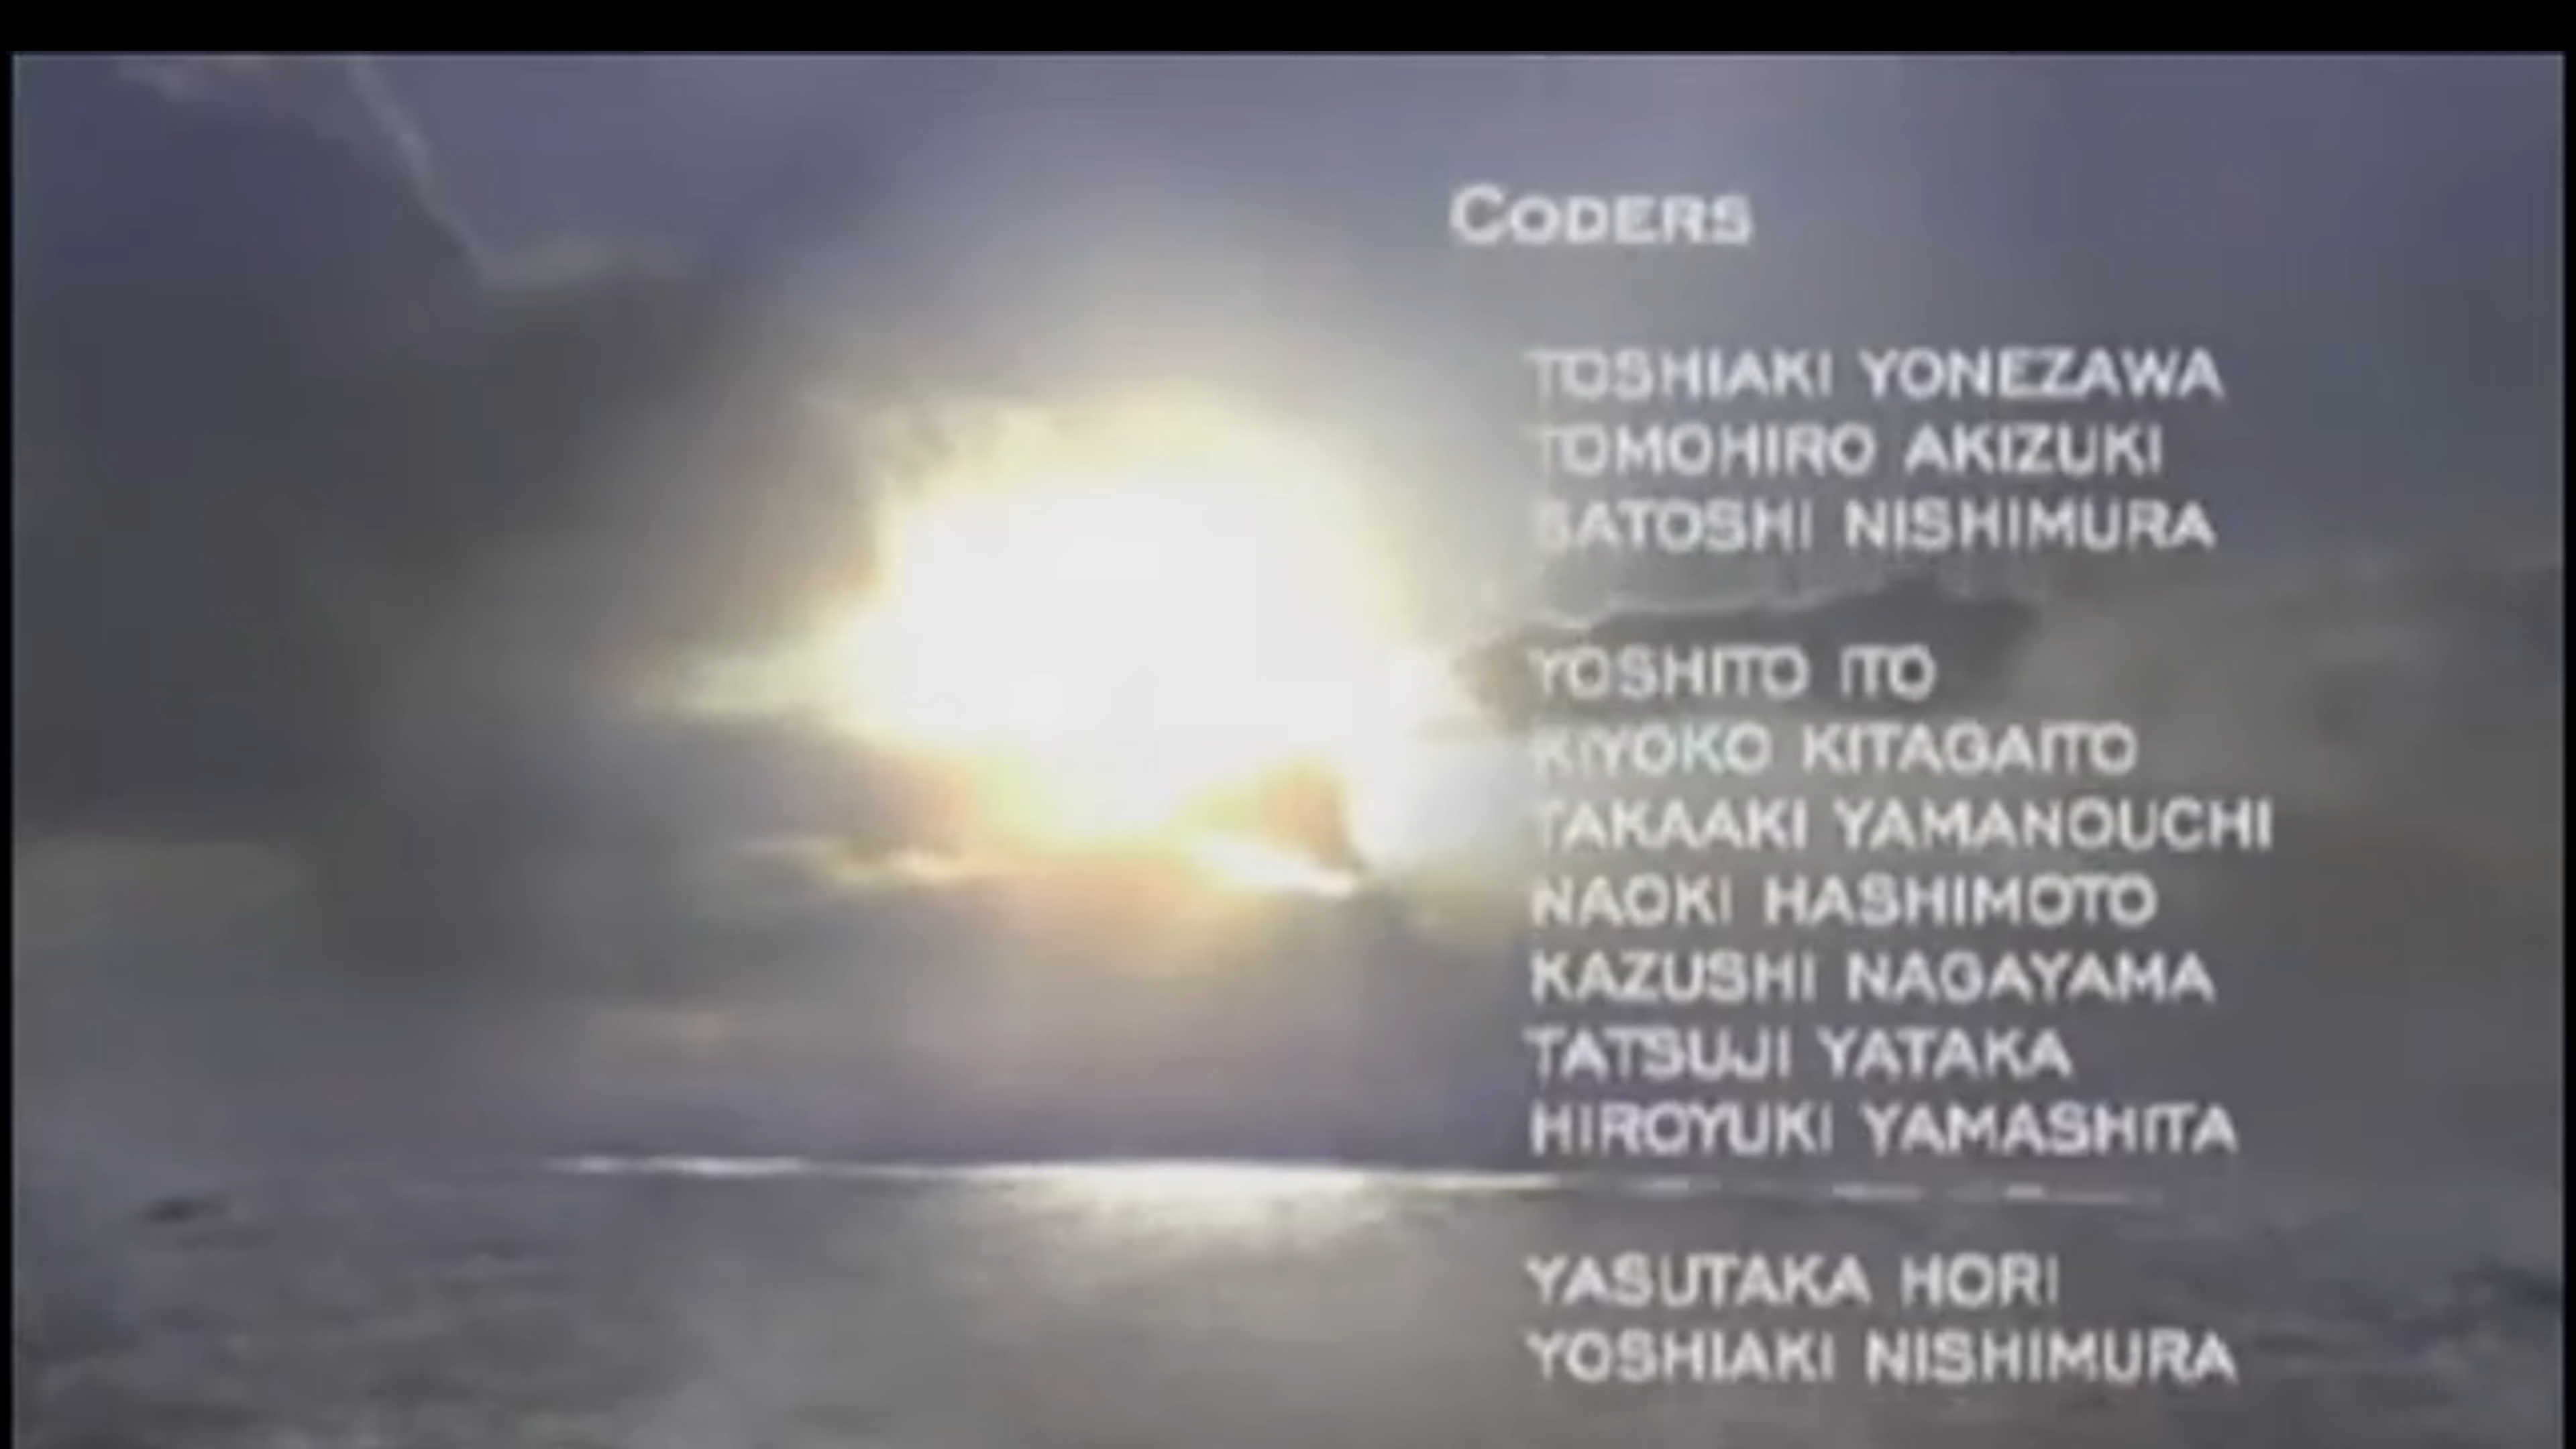 CODERS
TOSHIAKI YONEZAWA
TOMOHIRO AKIZUKI
SATOSHI NISHIMURA
YOSHITO ITO
KIYOKO KITAGAITO
TAKAAKI YAMANOUCHI
NAOKI HASHIMOTO
KAZUSHI NAGAYAMA
TATSUJI YATAKA
HIROYUKI YAMASHITA
YASUTAKA HORI
YOSHIAKI NISHIMURA